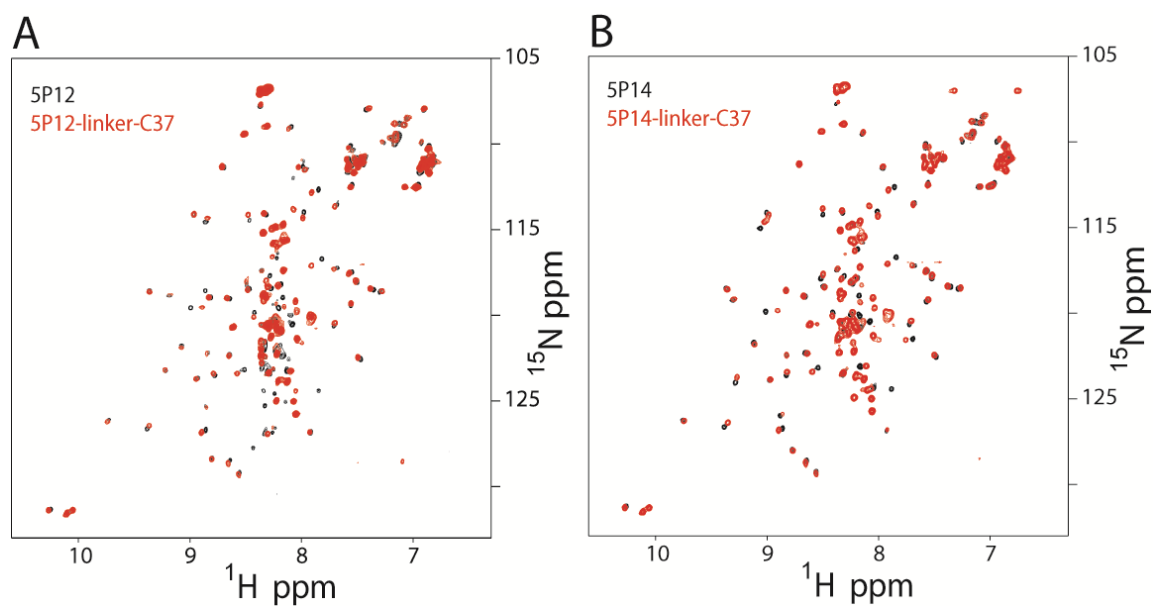 A
5P12
5P12-linker-C37
105
115
125
¹⁵N ppm
10 9 8 7
¹H ppm
B
5P14
5P14-linker-C37
105
115
125
¹⁵N ppm
10 9 8 7
¹H ppm